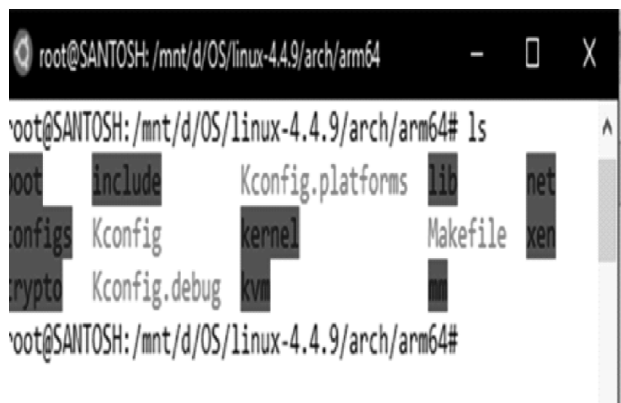 root@SANTOSH: /mnt/d/OS/linux-4.4.9/arch/arm64
root@SANTOSH:/mnt/d/OS/linux-4.4.9/arch/arm64# ls
boot include Kconfig.platforms lib net
configs Kconfig kernel Makefile xen
crypto Kconfig.debug kvm mm
root@SANTOSH:/mnt/d/OS/linux-4.4.9/arch/arm64#